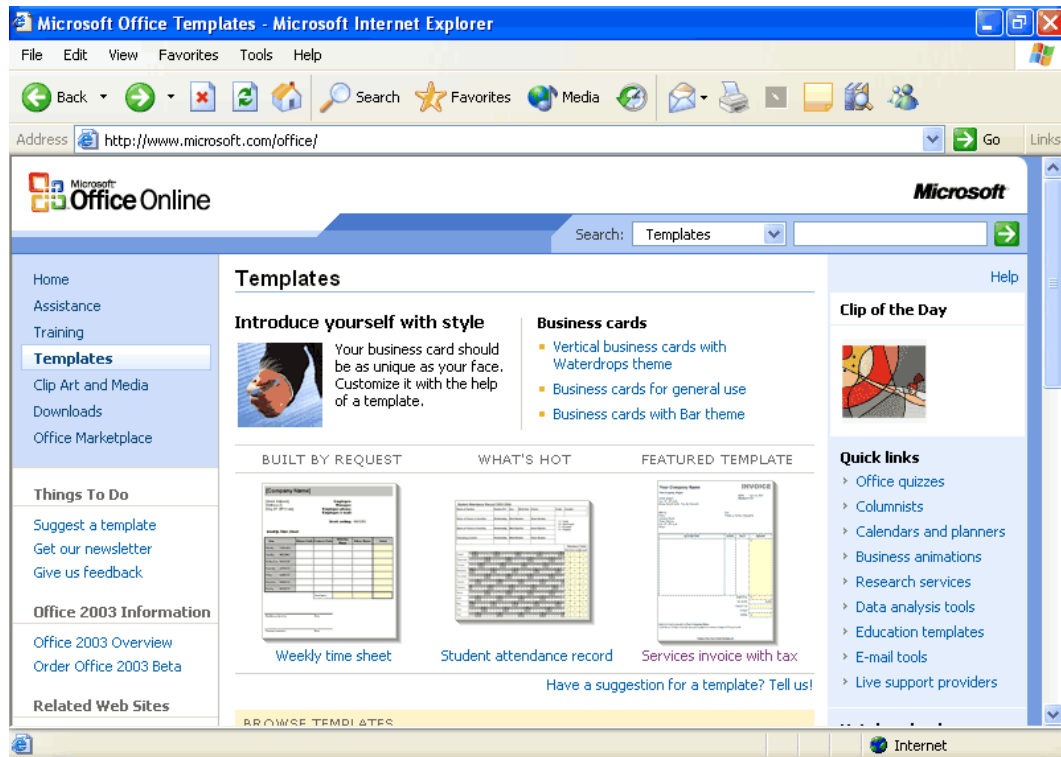 Microsoft Office Templates - Microsoft Internet Explorer
File Edit View Favorites Tools Help
Back Search Favorites Media
Address http://www.microsoft.com/office/ Go Links
Microsoft
Office Online
Microsoft
Search: Templates
Home
Assistance
Training
Templates
Clip Art and Media
Downloads
Office Marketplace
Things To Do
Suggest a template
Get our newsletter
Give us feedback
Office 2003 Information
Office 2003 Overview
Order Office 2003 Beta
Related Web Sites
Templates
Introduce yourself with style
Your business card should
be as unique as your face.
Customize it with the help
of a template.
Business cards
Vertical business cards with
Waterdrops theme
Business cards for general use
Business cards with Bar theme
BUILT BY REQUEST
WHAT'S HOT
FEATURED TEMPLATE
[Company Name]
INVOICE
Weekly time sheet
Student attendance record
Services invoice with tax
Have a suggestion for a template? Tell us!
BROWSE TEMPLATES
Help
Clip of the Day
Quick links
Office quizzes
Columnists
Calendars and planners
Business animations
Research services
Data analysis tools
Education templates
E-mail tools
Live support providers
Internet